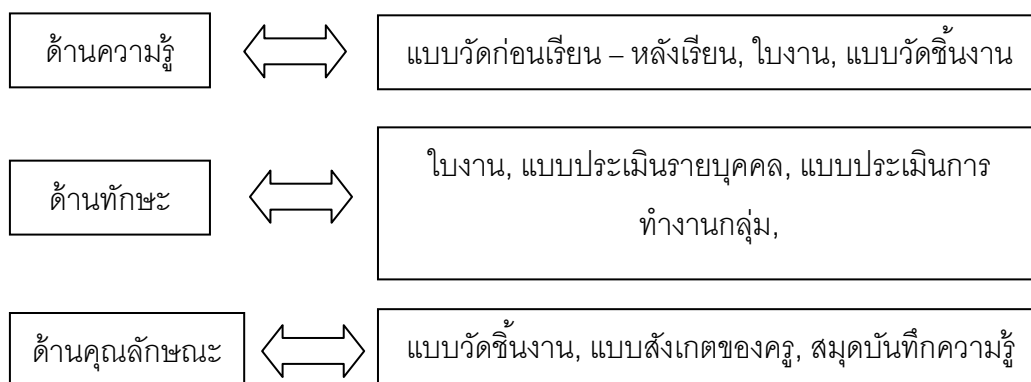 ด้านความรู้
แบบวัดก่อนเรียน – หลังเรียน, ใบงาน, แบบวัดชิ้นงาน
ด้านทักษะ
ใบงาน, แบบประเมินรายบุคคล, แบบประเมินการ
ทำงานกลุ่ม,
ด้านคุณลักษณะ
แบบวัดชิ้นงาน, แบบสังเกตของครู, สมุดบันทึกความรู้